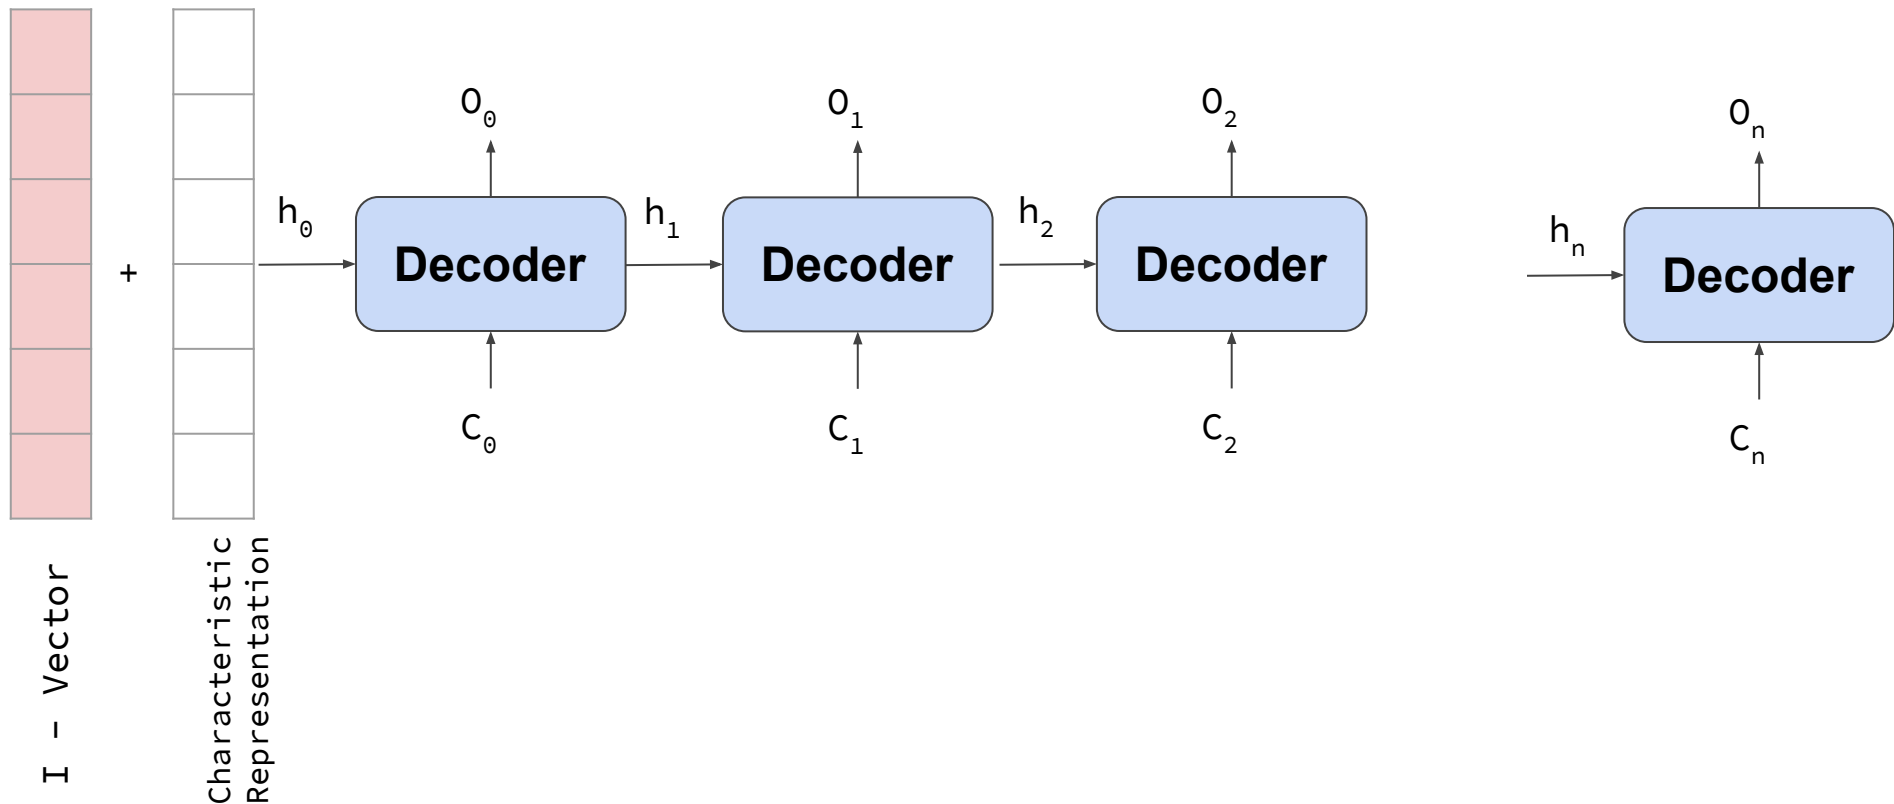 O0
O1
O2
On
h0
h1
h2
hn
+
Decoder
Decoder
Decoder
Decoder
C0
C1
C2
Cn
I - Vector
Characteristic
Representation